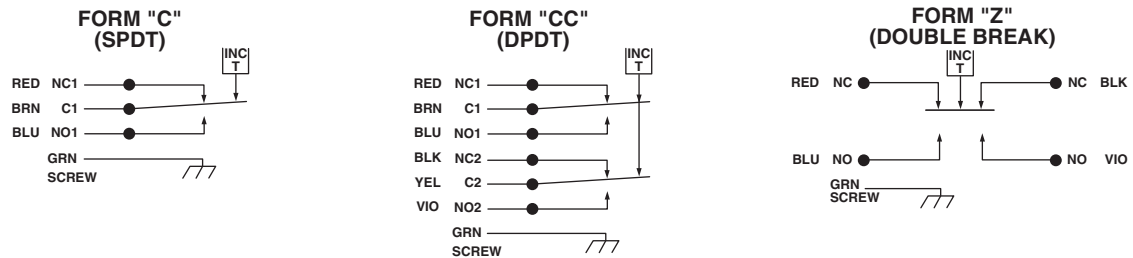 FORM "C"
(SPDT)
INC
T
RED NC1
BRN C1
BLU NO1
GRN
SCREW
FORM "CC"
(DPDT)
INC
T
RED NC1
BRN C1
BLU NO1
BLK NC2
YEL C2
VIO NO2
GRN
SCREW
FORM "Z"
(DOUBLE BREAK)
INC
T
RED NC
NC BLK
BLU NO
NO VIO
GRN
SCREW